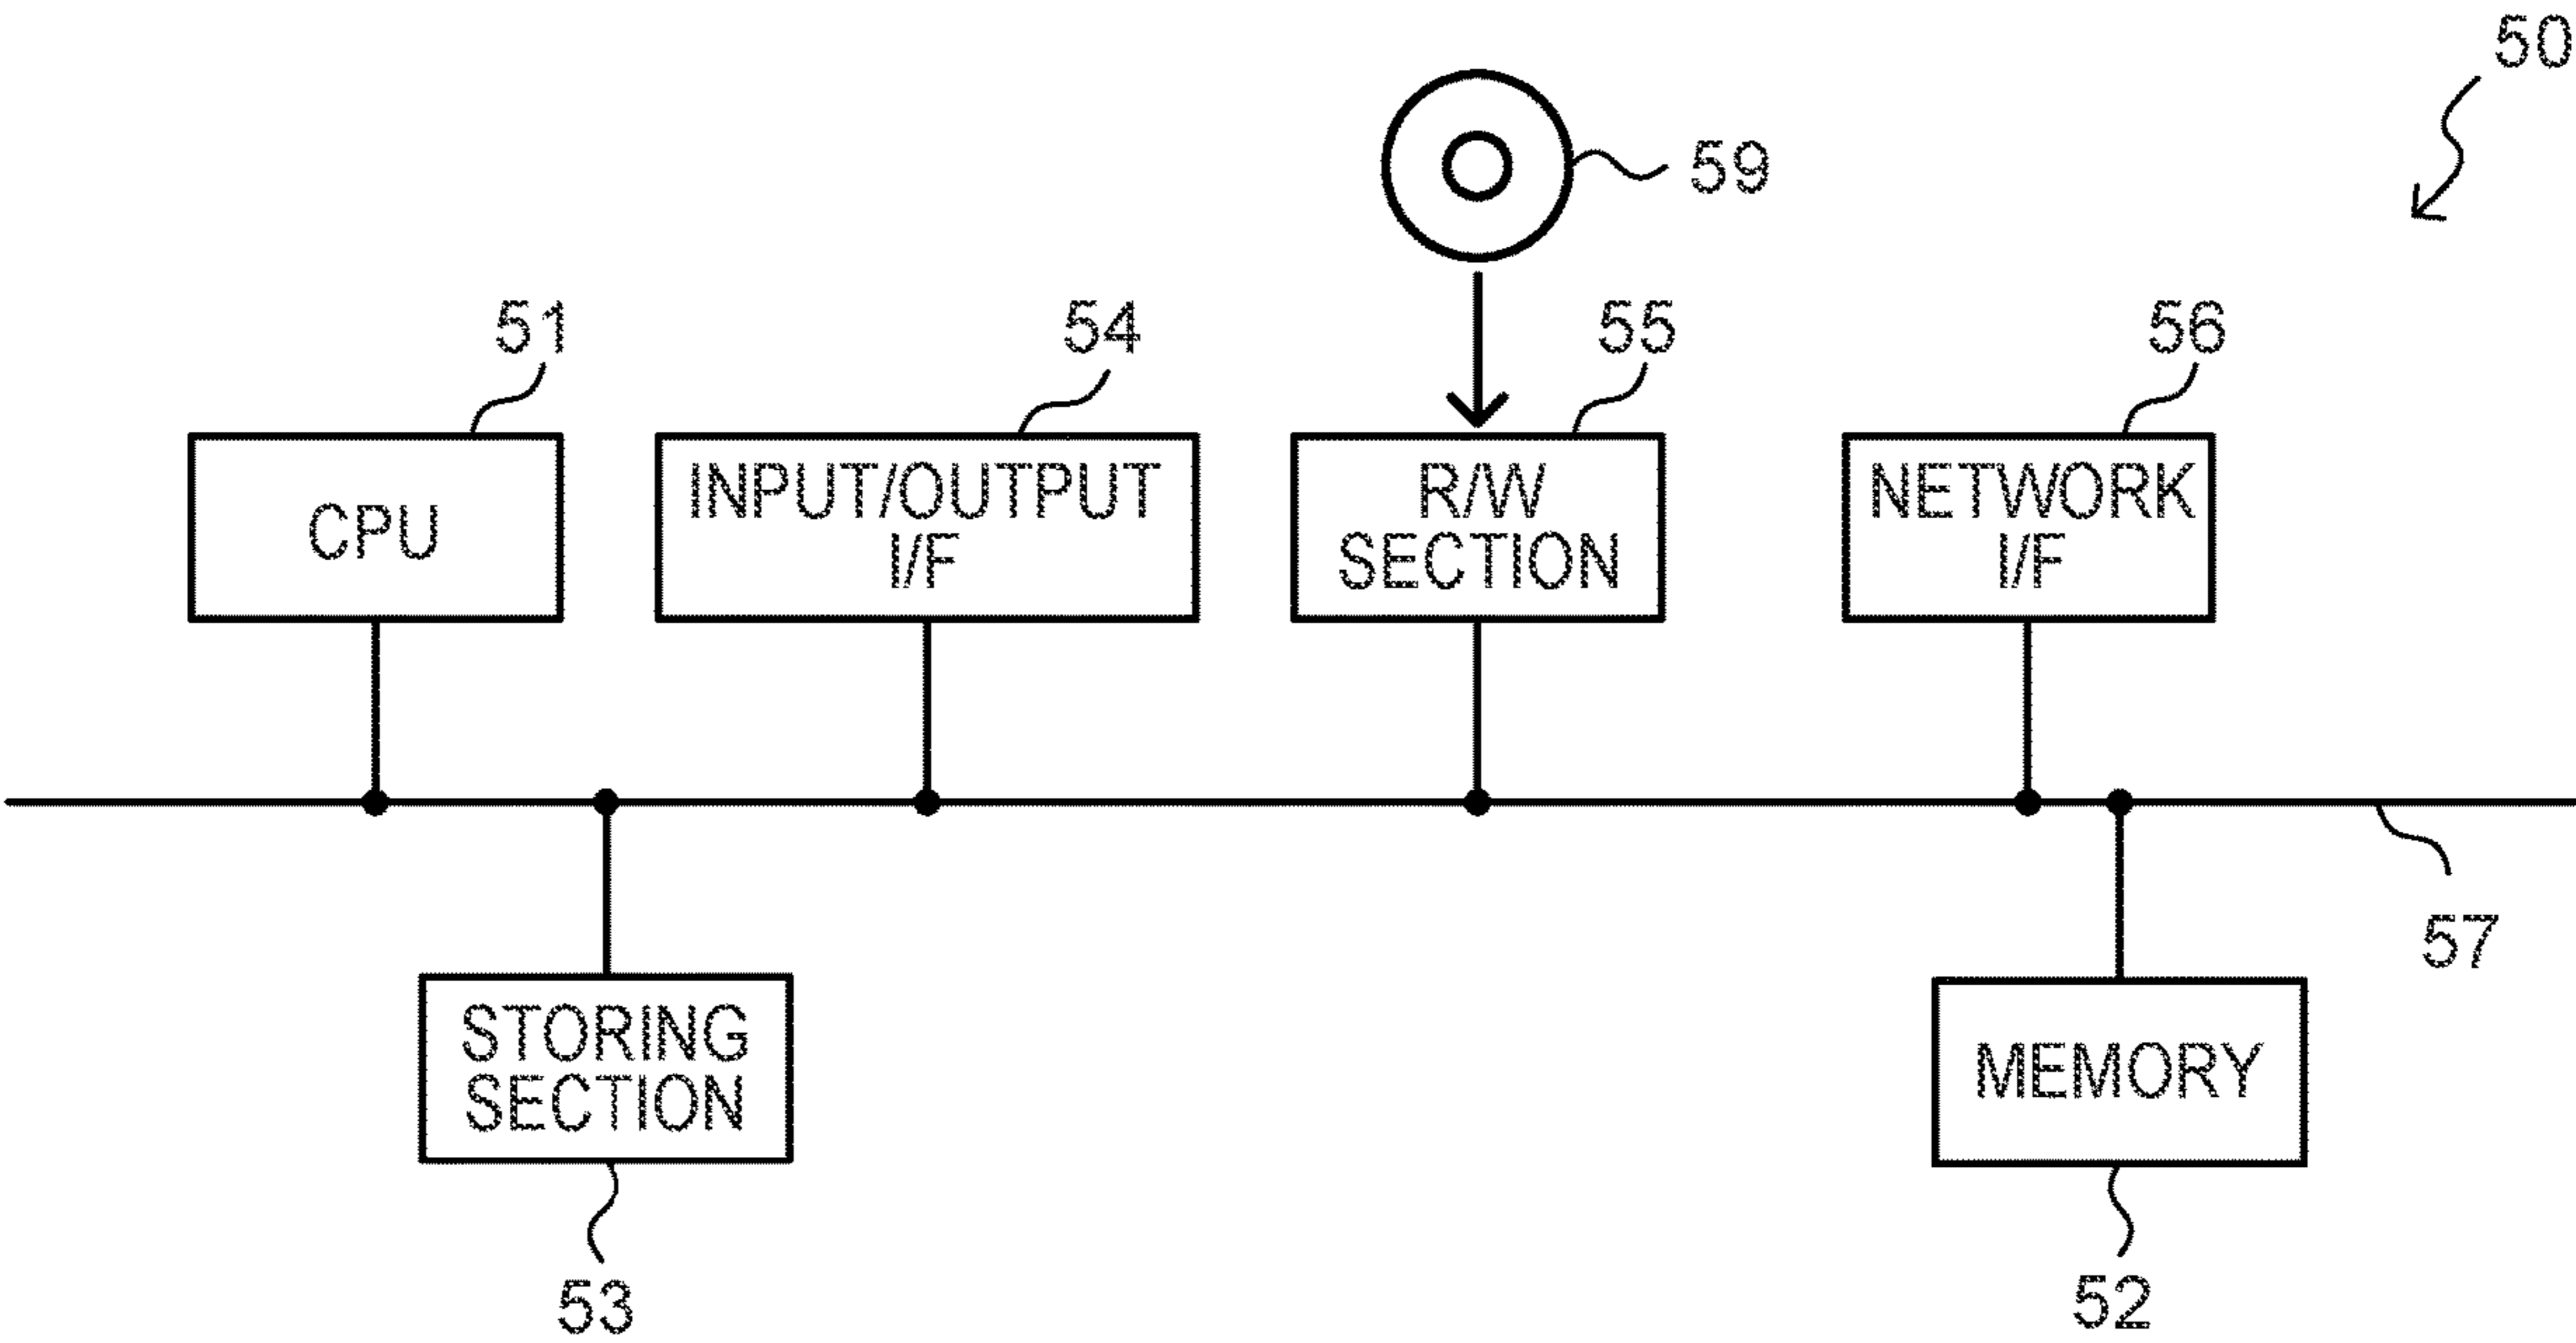 50
59
51
54
55
56
CPU
INPUT/OUTPUT
I/F
R/W
SECTION
NETWORK
I/F
57
STORING
SECTION
MEMORY
53
52